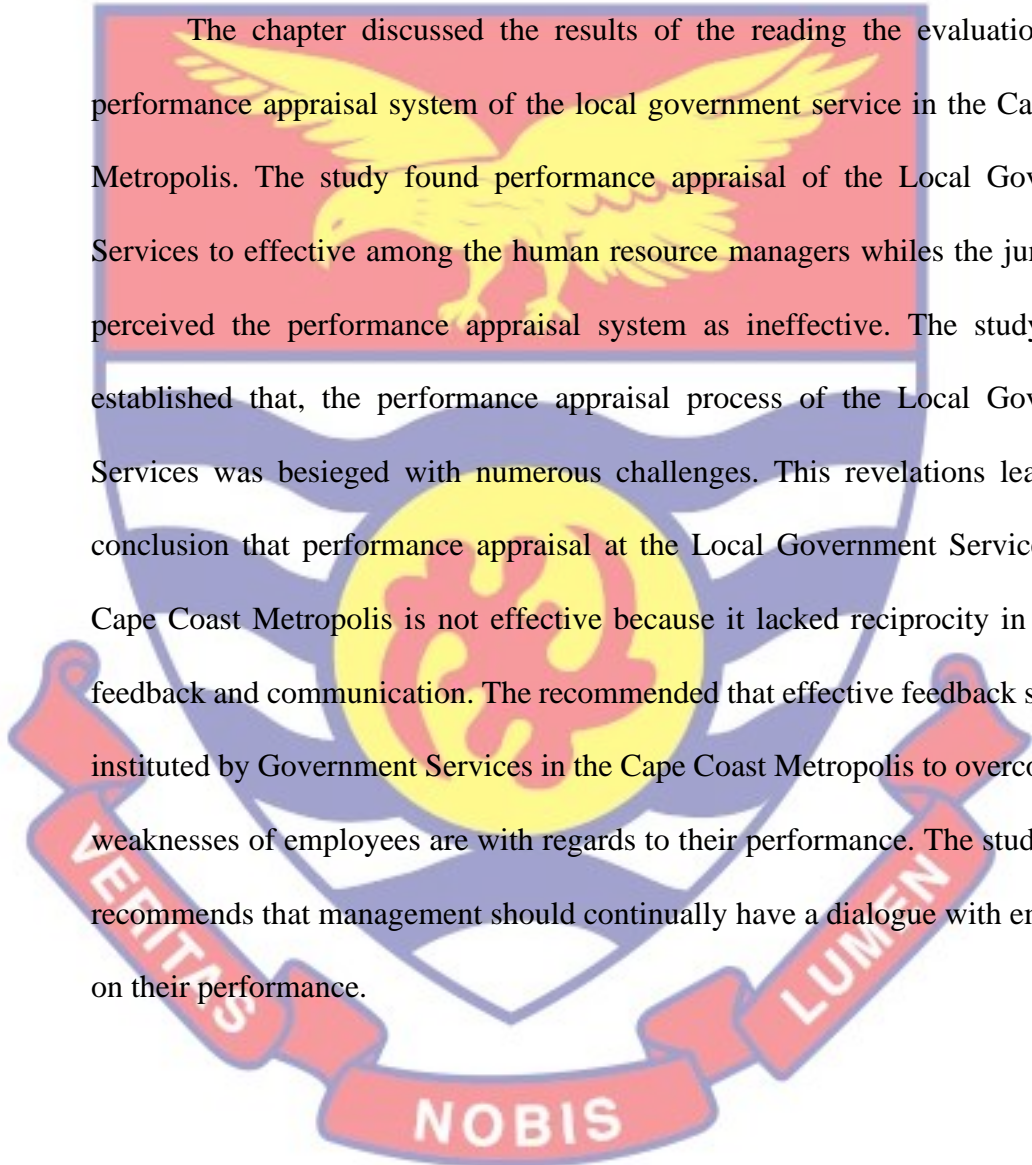 The chapter discussed the results of the reading the evaluation
performance appraisal system of the local government service in the Ca
Metropolis. The study found performance appraisal of the Local Gov
Services to effective among the human resource managers whiles the ju
perceived the performance appraisal system as ineffective. The study
established that, the performance appraisal process of the Local Gov
Services was besieged with numerous challenges. This revelations lea
conclusion that performance appraisal at the Local Government Service
Cape Coast Metropolis is not effective because it lacked reciprocity in
feedback and communication. The recommended that effective feedback s
instituted by Government Services in the Cape Coast Metropolis to overco
weaknesses of employees are with regards to their performance. The stud
recommends that management should continually have a dialogue with e
on their performance.
VERITAS
NOBIS
LUMEN